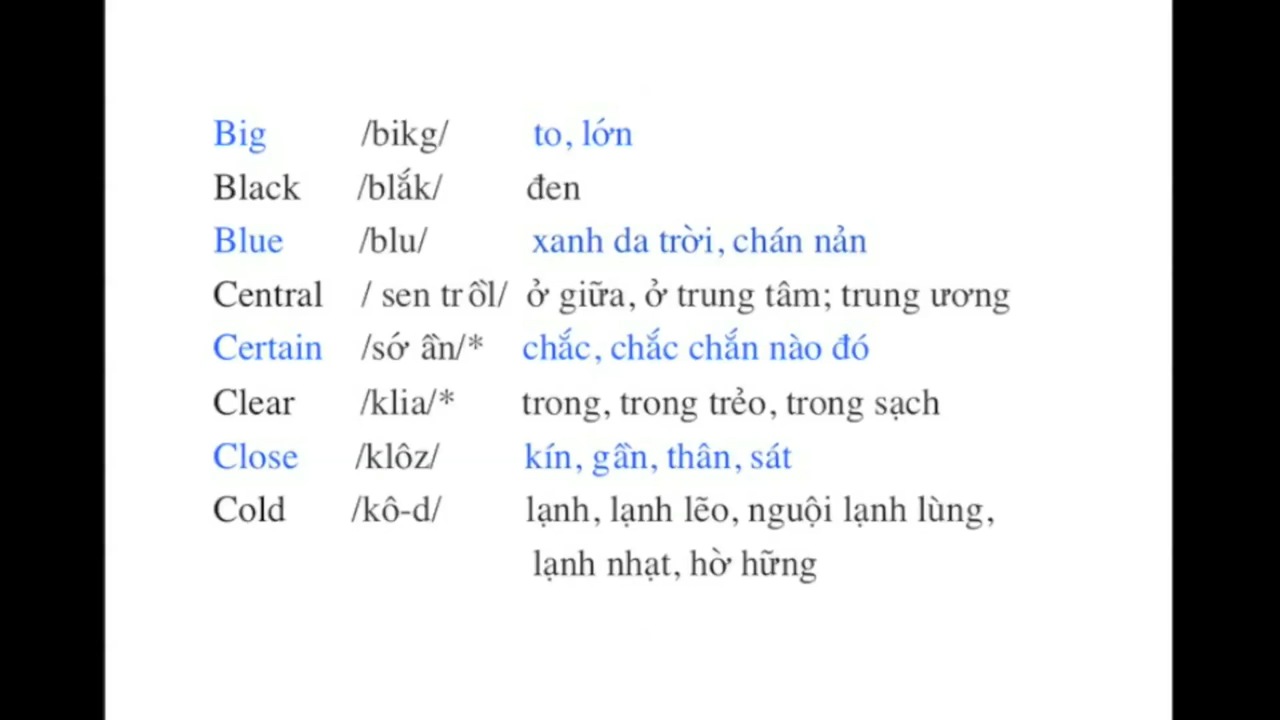 Big /bikg/ to, lớn
Black /blắk/ đen
Blue /blu/ xanh da trời, chán nản
Central / sen trồl/ ở giữa, ở trung tâm; trung ương
Certain /sớ ần/* chắc, chắc chắn nào đó
Clear /klia/* trong, trong trẻo, trong sạch
Close /klôz/ kín, gần, thân, sát
Cold /kô-d/ lạnh, lạnh lẽo, nguội lạnh lùng,
lạnh nhạt, hờ hững